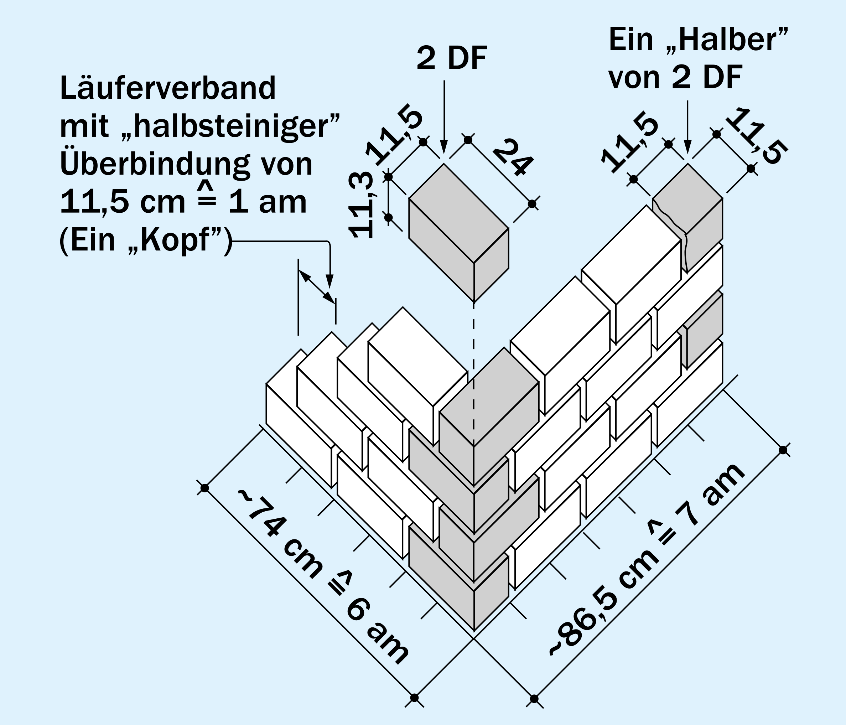 Läuferverband
mit „halbsteiniger”
Überbindung von
11,5 cm ≙ 1 am
(Ein „Kopf”)
2 DF
11,5
24
11,3
Ein „Halber”
von 2 DF
11,5
11,5
~74 cm ≙ 6 am
~86,5 cm ≙ 7 am